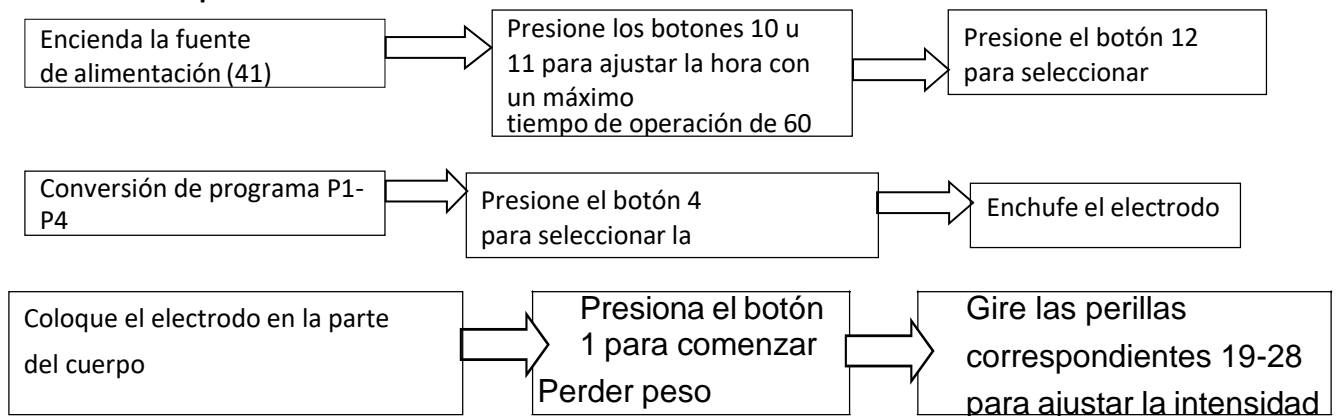 Encienda la fuente
de alimentación (41)
Presione los botones 10 u
11 para ajustar la hora con
un máximo
tiempo de operación de 60
Presione el botón 12
para seleccionar
Conversión de programa P1-
P4
Presione el botón 4
para seleccionar la
Enchufe el electrodo
Coloque el electrodo en la parte
del cuerpo
Presiona el botón
1 para comenzar
Perder peso
Gire las perillas
correspondientes 19-28
para ajustar la intensidad